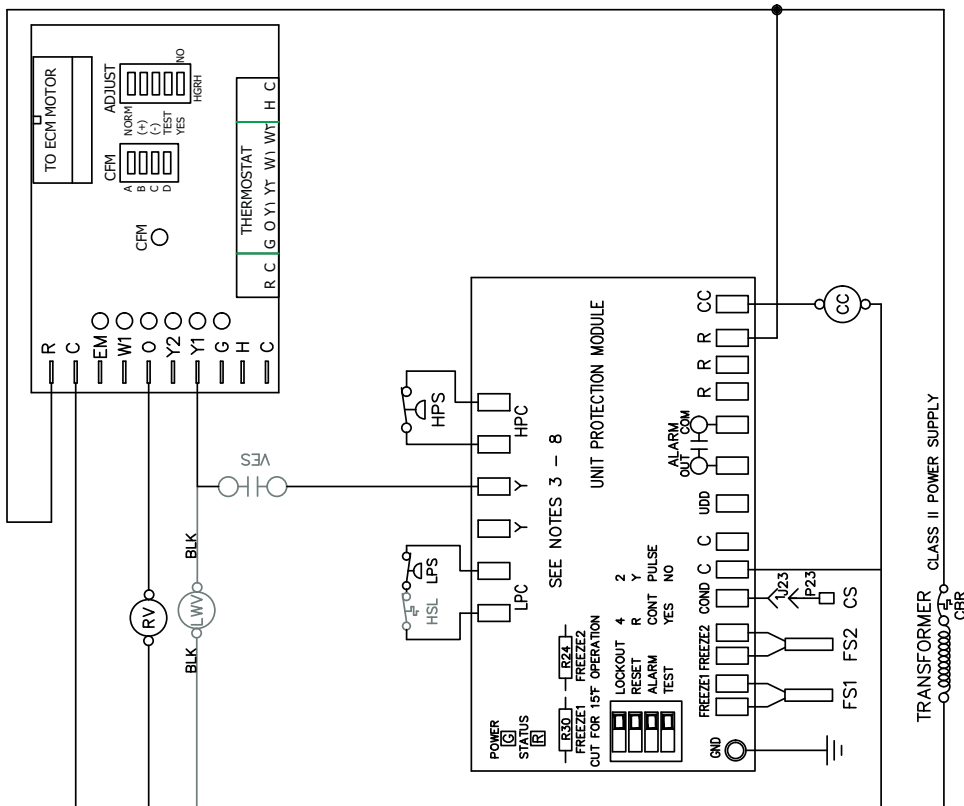 TO ECM MOTOR
ADJUST
NORM
(+)
(-)
TEST
YES
NO
HGRH
CFM
A
B
C
D
CFM
THERMOSTAT
R C G O Y1 Y1 W1 W1 H C
R
C
EM
W1
O
Y2
Y1
G
H
C
VES
BLK
LWV
BLK
RV
HPS
HPC
Y
Y
LPS
HSL
LPC
SEE NOTES 3 - 8
UNIT PROTECTION MODULE
CC
R
R
R
ALARM
OUT
COM
UDD
C
C
COND
FREEZE2
FREEZE1
GND
CC
1J23
P23
CS
FS2
FS1
LOCKOUT 4 2
RESET R Y
ALARM CONT PULSE
TEST YES NO
R24
FREEZE2
R30
FREEZE1
CUT FOR 15°F OPERATION
POWER
G
STATUS
R
CLASS II POWER SUPPLY
TRANSFORMER
CBR